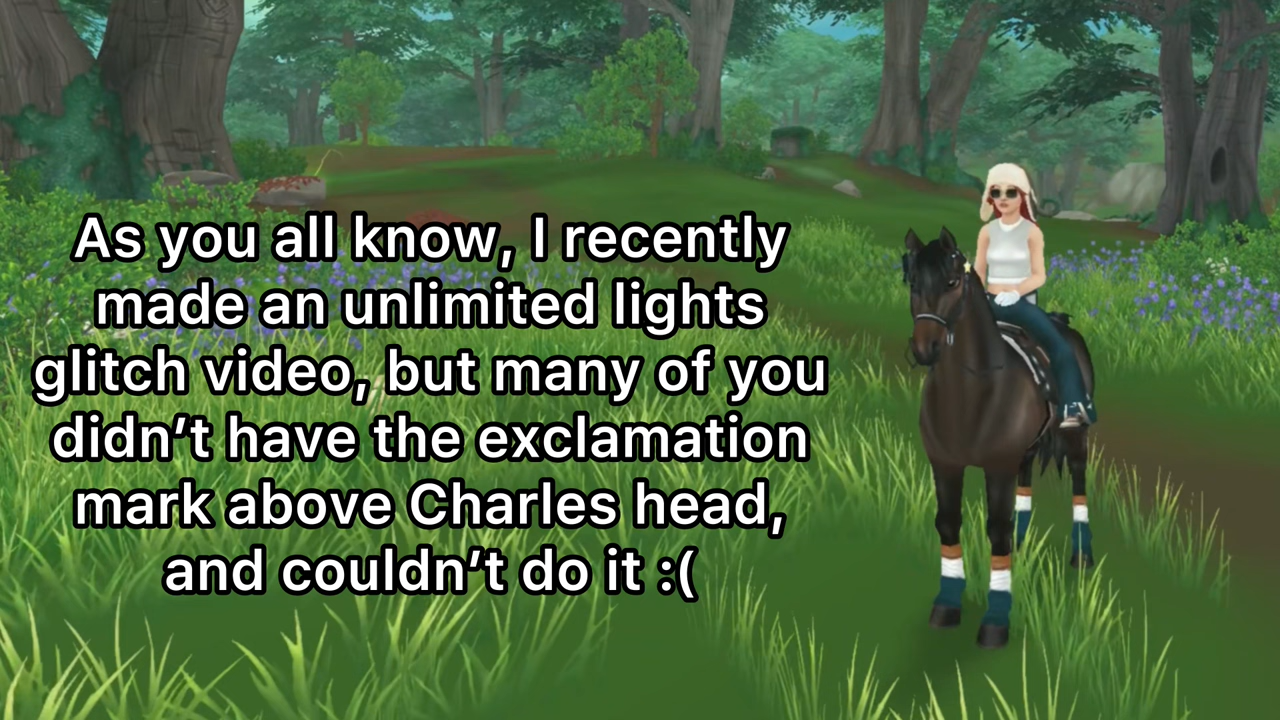 As you all know, I recently
made an unlimited lights
glitch video, but many of you
didn’t have the exclamation
mark above Charles head,
and couldn’t do it :(